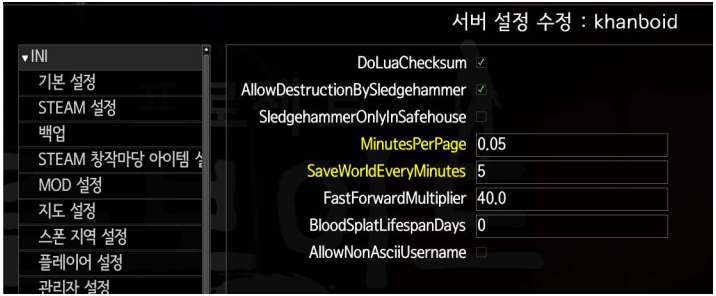 서버 설정 수정 : khanboid
▾INI
기본 설정
STEAM 설정
백업
STEAM 창작마당 아이템 설
MOD 설정
지도 설정
스폰 지역 설정
플레이어 설정
관리자 설정
DoLuaChecksum
AllowDestructionBySledgehammer
SledgehammerOnlyInSafehouse
MinutesPerPage 0.05
SaveWorldEveryMinutes 5
FastForwardMultiplier 40.0
BloodSplatLifespanDays 0
AllowNonAsciiUsername